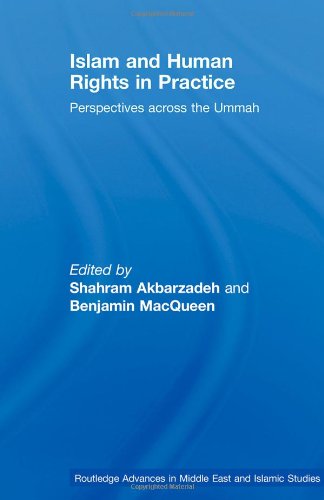 Islam and Human
Rights in Practice
Perspectives across the Ummah
Edited by
Shahram Akbarzadeh and
Benjamin MacQueen
Routledge Advances in Middle East and Islamic Studies